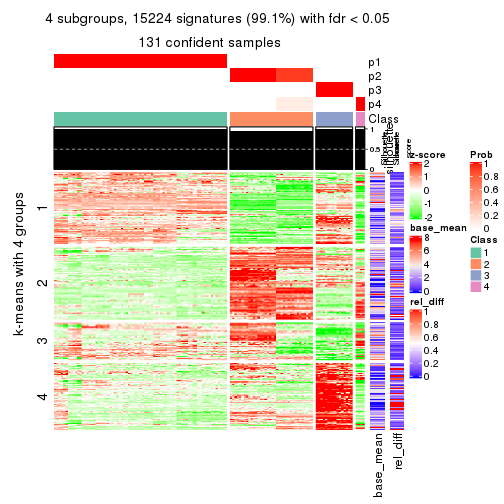 4 subgroups, 15224 signatures (99.1%) with fdr < 0.05
131 confident samples
p1
p2
p3
p4
Class
1
0.5
0
silhouette
score
k-means with 4 groups
1
2
3
4
base_mean
rel_diff
z-score
2
1
0
-1
-2
base_mean
8
6
4
2
0
rel_diff
1
0.8
0.6
0.4
0.2
0
Prob
1
0.8
0.6
0.4
0.2
0
Class
1
2
3
4